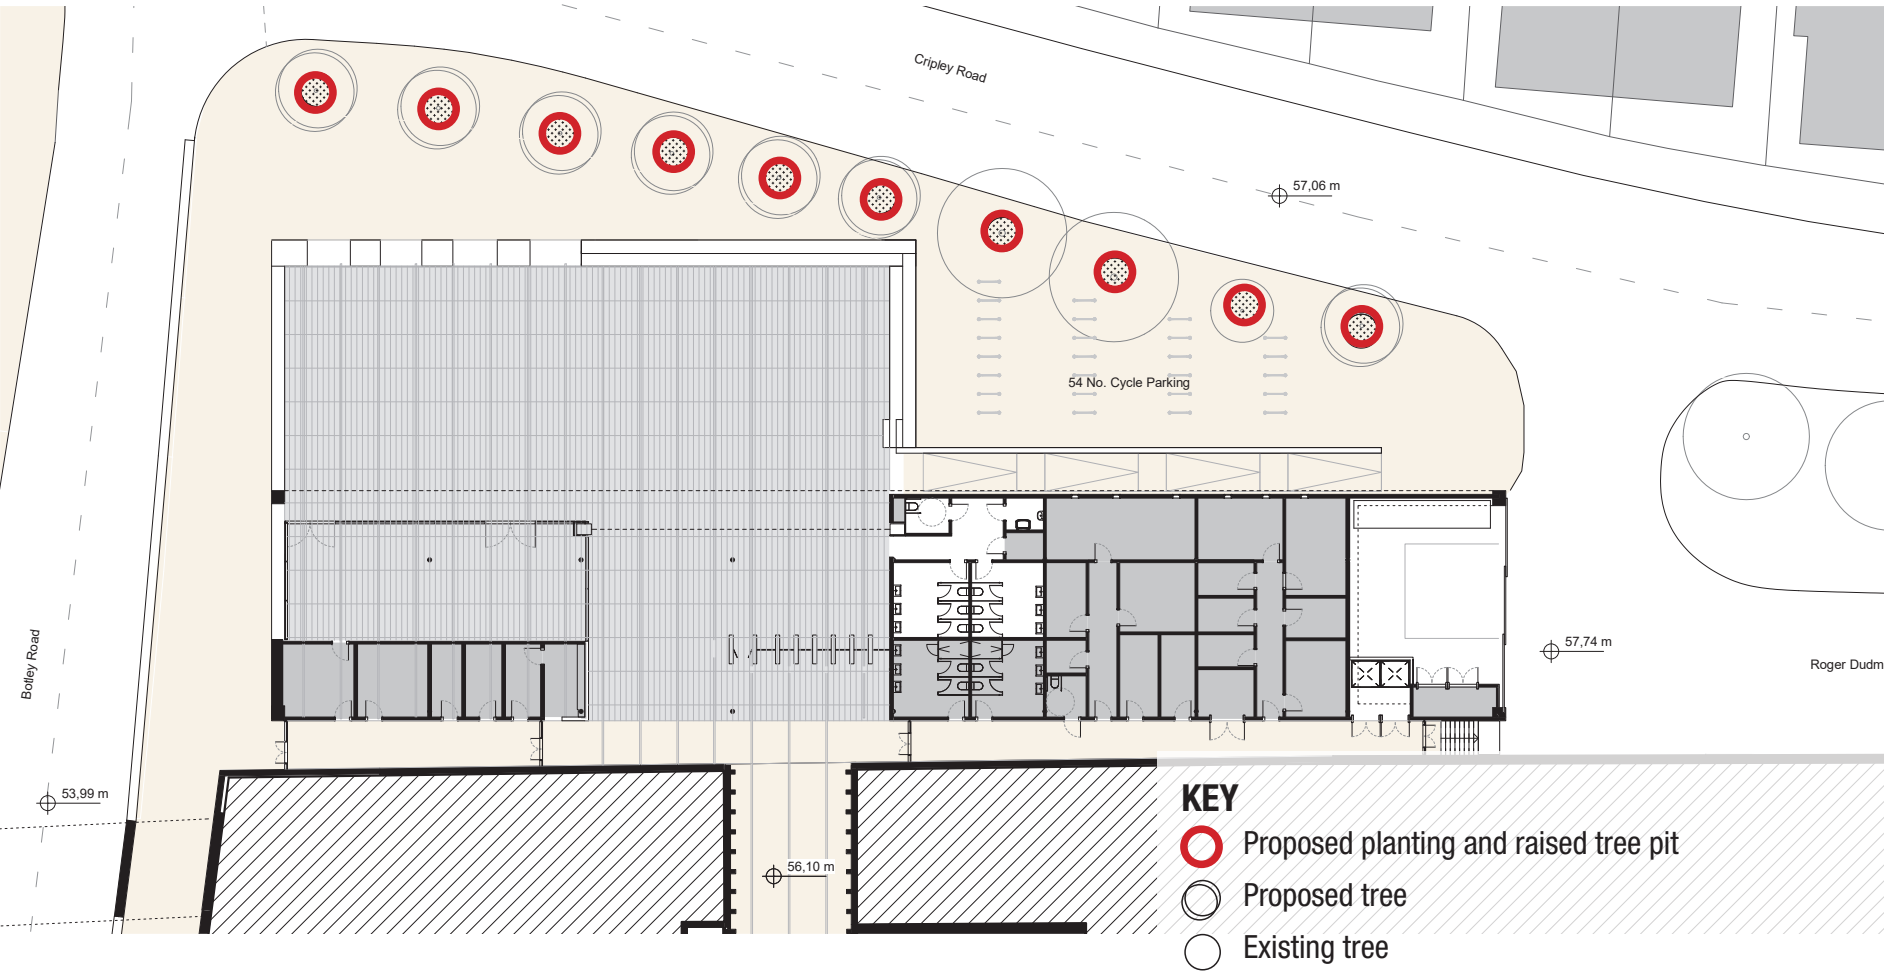 Cripley Road
57,06 m
54 No. Cycle Parking
Botley Road
57,74 m
Roger Dudm
53,99 m
56,10 m
KEY
Proposed planting and raised tree pit
Proposed tree
Existing tree